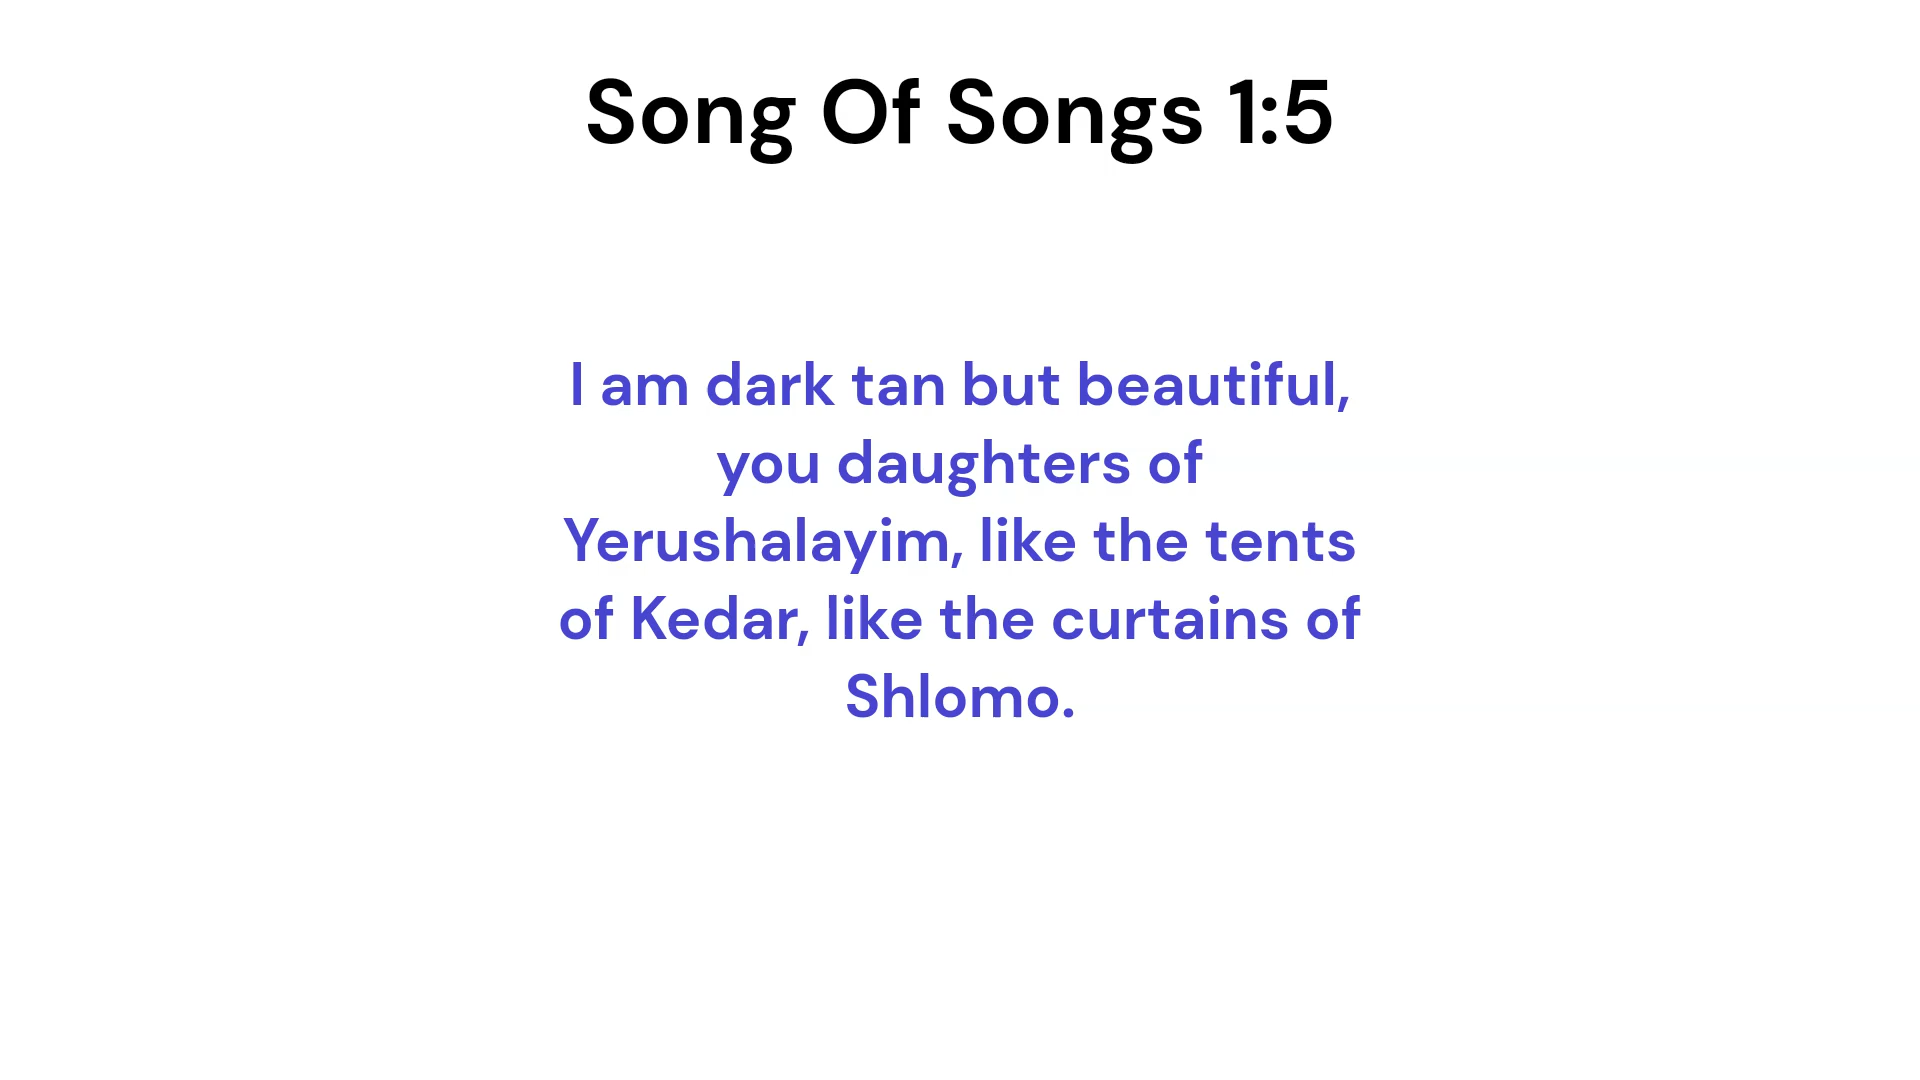 Song Of Songs 1:5
I am dark tan but beautiful,
you daughters of
Yerushalayim, like the tents
of Kedar, like the curtains of
Shlomo.